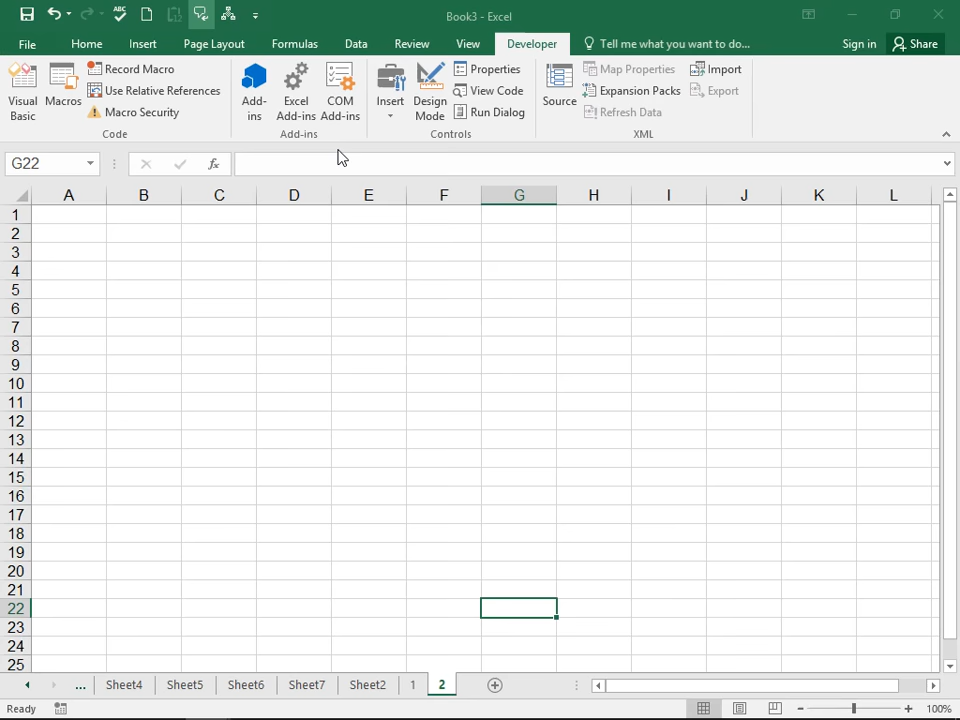 Book3 - Excel
File Home Insert Page Layout Formulas Data Review View Developer Tell me what you want to do... Sign in Share
Visual Basic
Macros
Record Macro
Use Relative References
Macro Security
Code
Add-ins
Excel Add-ins
COM Add-ins
Add-ins
Insert
Design Mode
Properties
View Code
Run Dialog
Controls
Source
Map Properties
Expansion Packs
Refresh Data
Import
Export
XML
G22
fx
A B C D E F G H I J K L
1
2
3
4
5
6
7
8
9
10
11
12
13
14
15
16
17
18
19
20
21
22
23
24
25
... Sheet4 Sheet5 Sheet6 Sheet7 Sheet2 1 2
Ready
100%